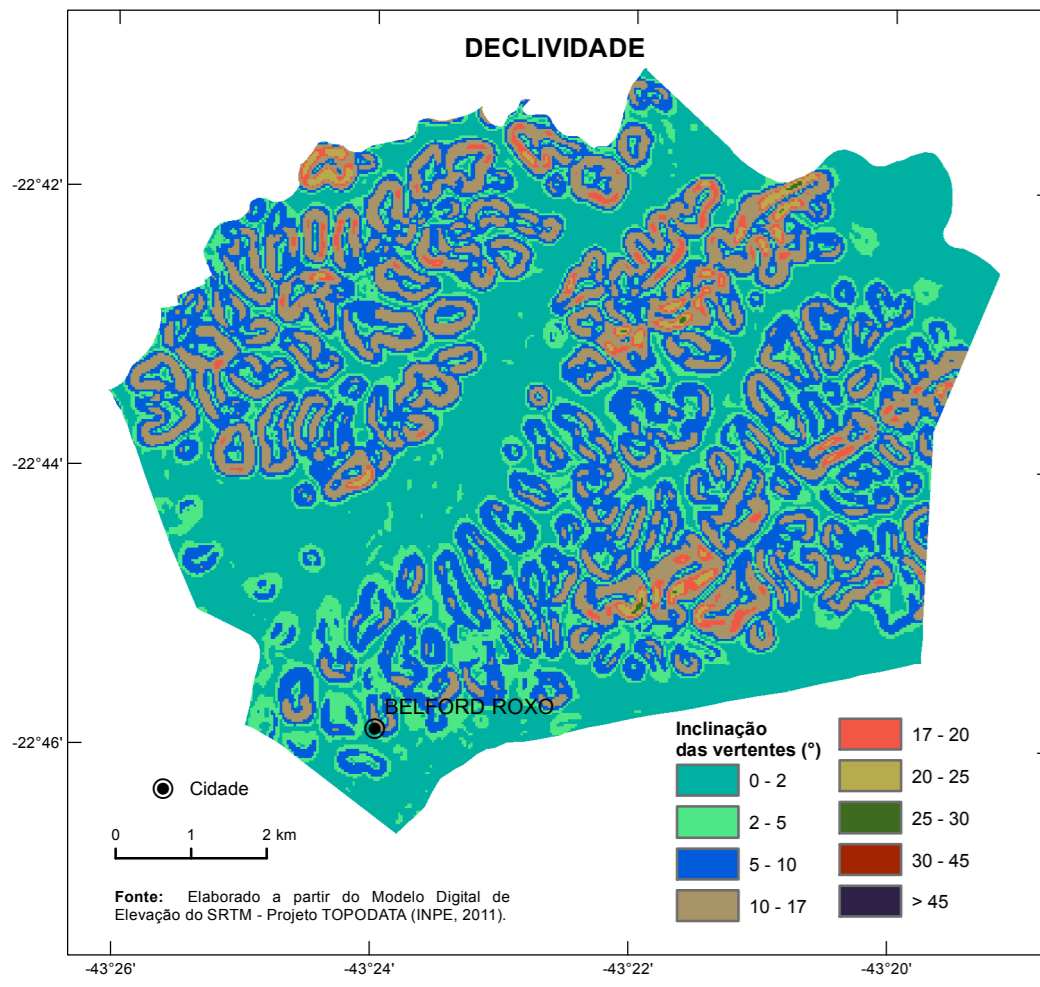 DECLIVIDADE
-22°42'
-22°44'
-22°46'
BELFORD ROXO
Cidade
0 1 2 km
Fonte: Elaborado a partir do Modelo Digital de
Elevação do SRTM - Projeto TOPODATA (INPE, 2011).
Inclinação
das vertentes (°)
0 - 2
2 - 5
5 - 10
10 - 17
17 - 20
20 - 25
25 - 30
30 - 45
> 45
-43°26'
-43°24'
-43°22'
-43°20'